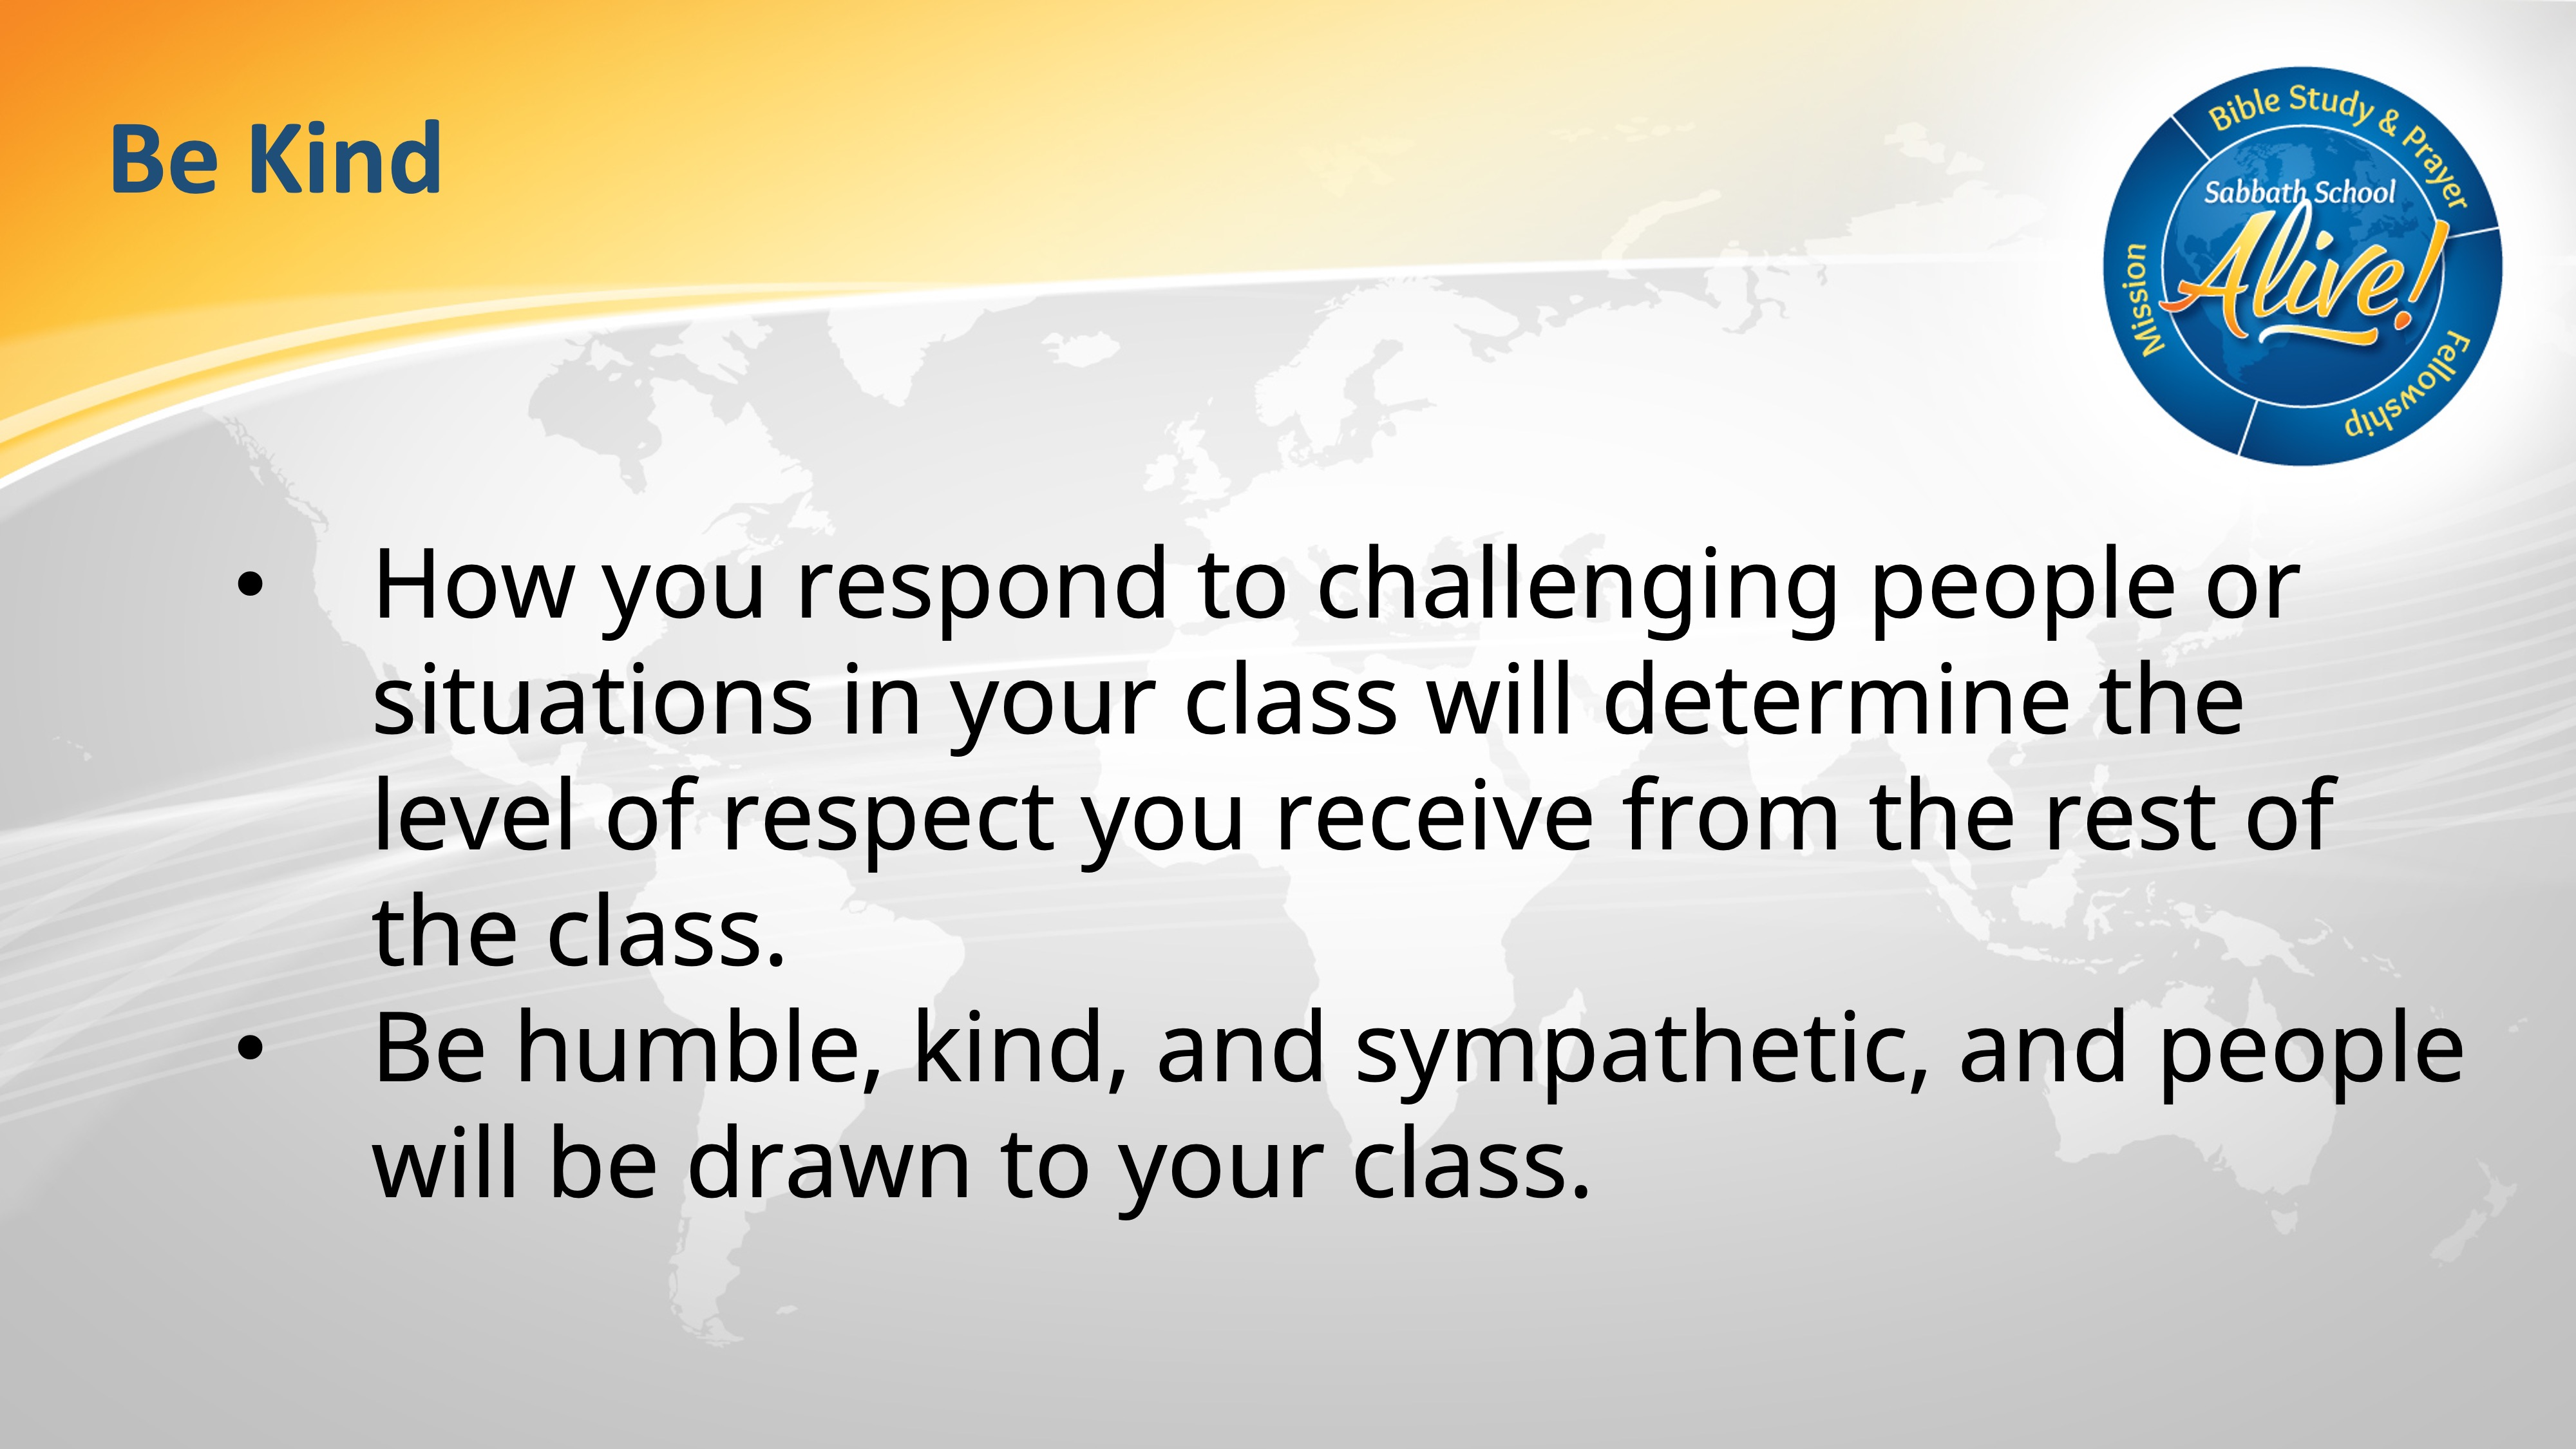 Be Kind
Bible Study & Prayer
Sabbath School
Alive!
Mission
Fellowship
• How you respond to challenging people or
situations in your class will determine the
level of respect you receive from the rest of
the class.
• Be humble, kind, and sympathetic, and people
will be drawn to your class.